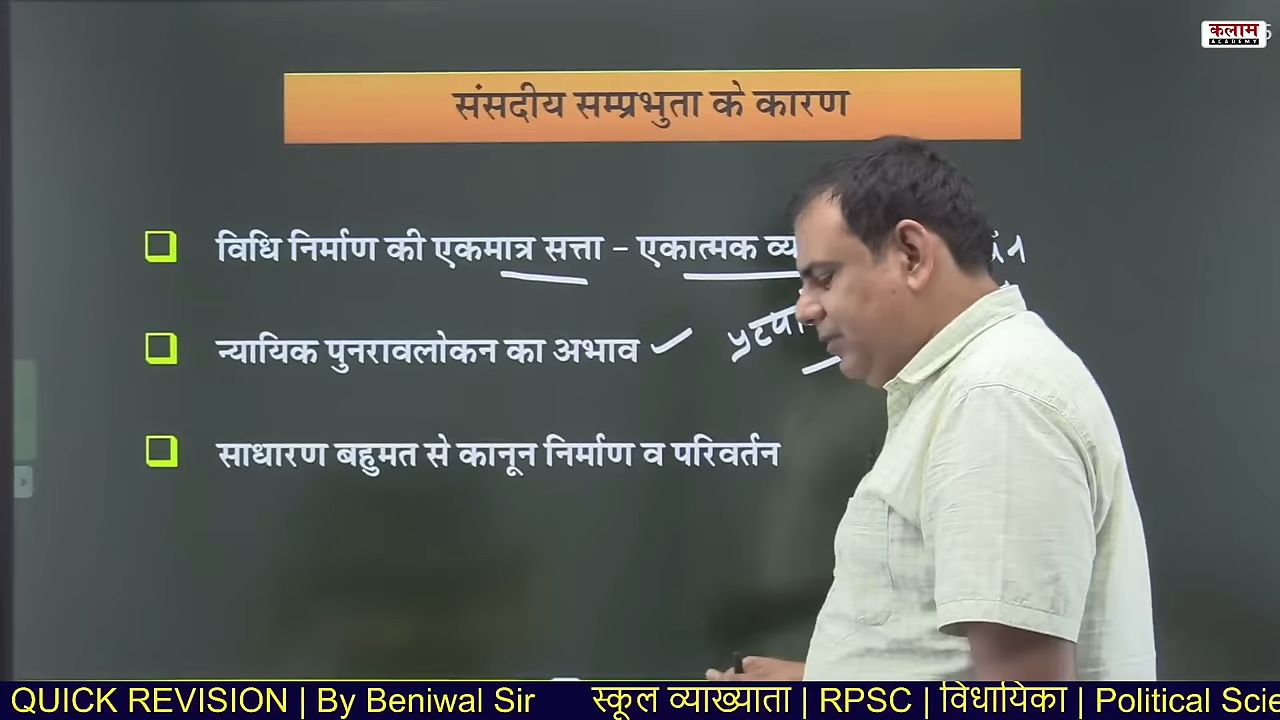 कलाम
ACADEMY
संसदीय सम्प्रभुता के कारण
विधि निर्माण की एकमात्र सत्ता – एकात्मक
न्यायिक पुनरावलोकन का अभाव
साधारण बहुमत से कानून निर्माण व परिवर्तन
QUICK REVISION | By Beniwal Sir स्कूल व्याख्याता | RPSC | विधायिका | Political